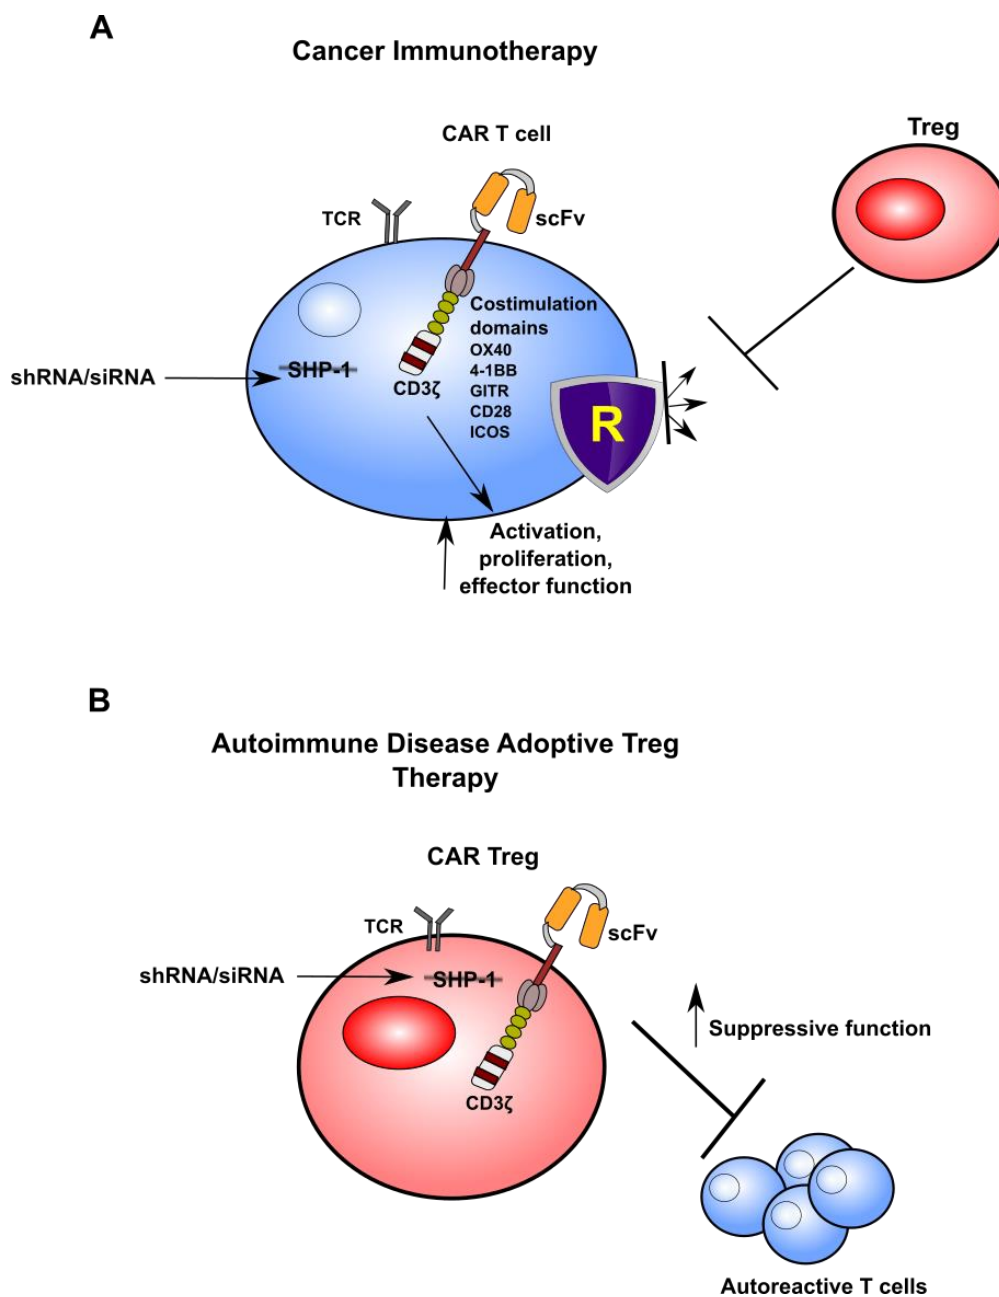 A
Cancer Immunotherapy
CAR T cell
Treg
TCR
scFv
Costimulation
domains
OX40
4-1BB
GITR
CD28
ICOS
shRNA/siRNA
SHP-1
CD3ζ
R
Activation,
proliferation,
effector function
B
Autoimmune Disease Adoptive Treg
Therapy
CAR Treg
TCR
scFv
shRNA/siRNA
SHP-1
CD3ζ
Suppressive function
Autoreactive T cells